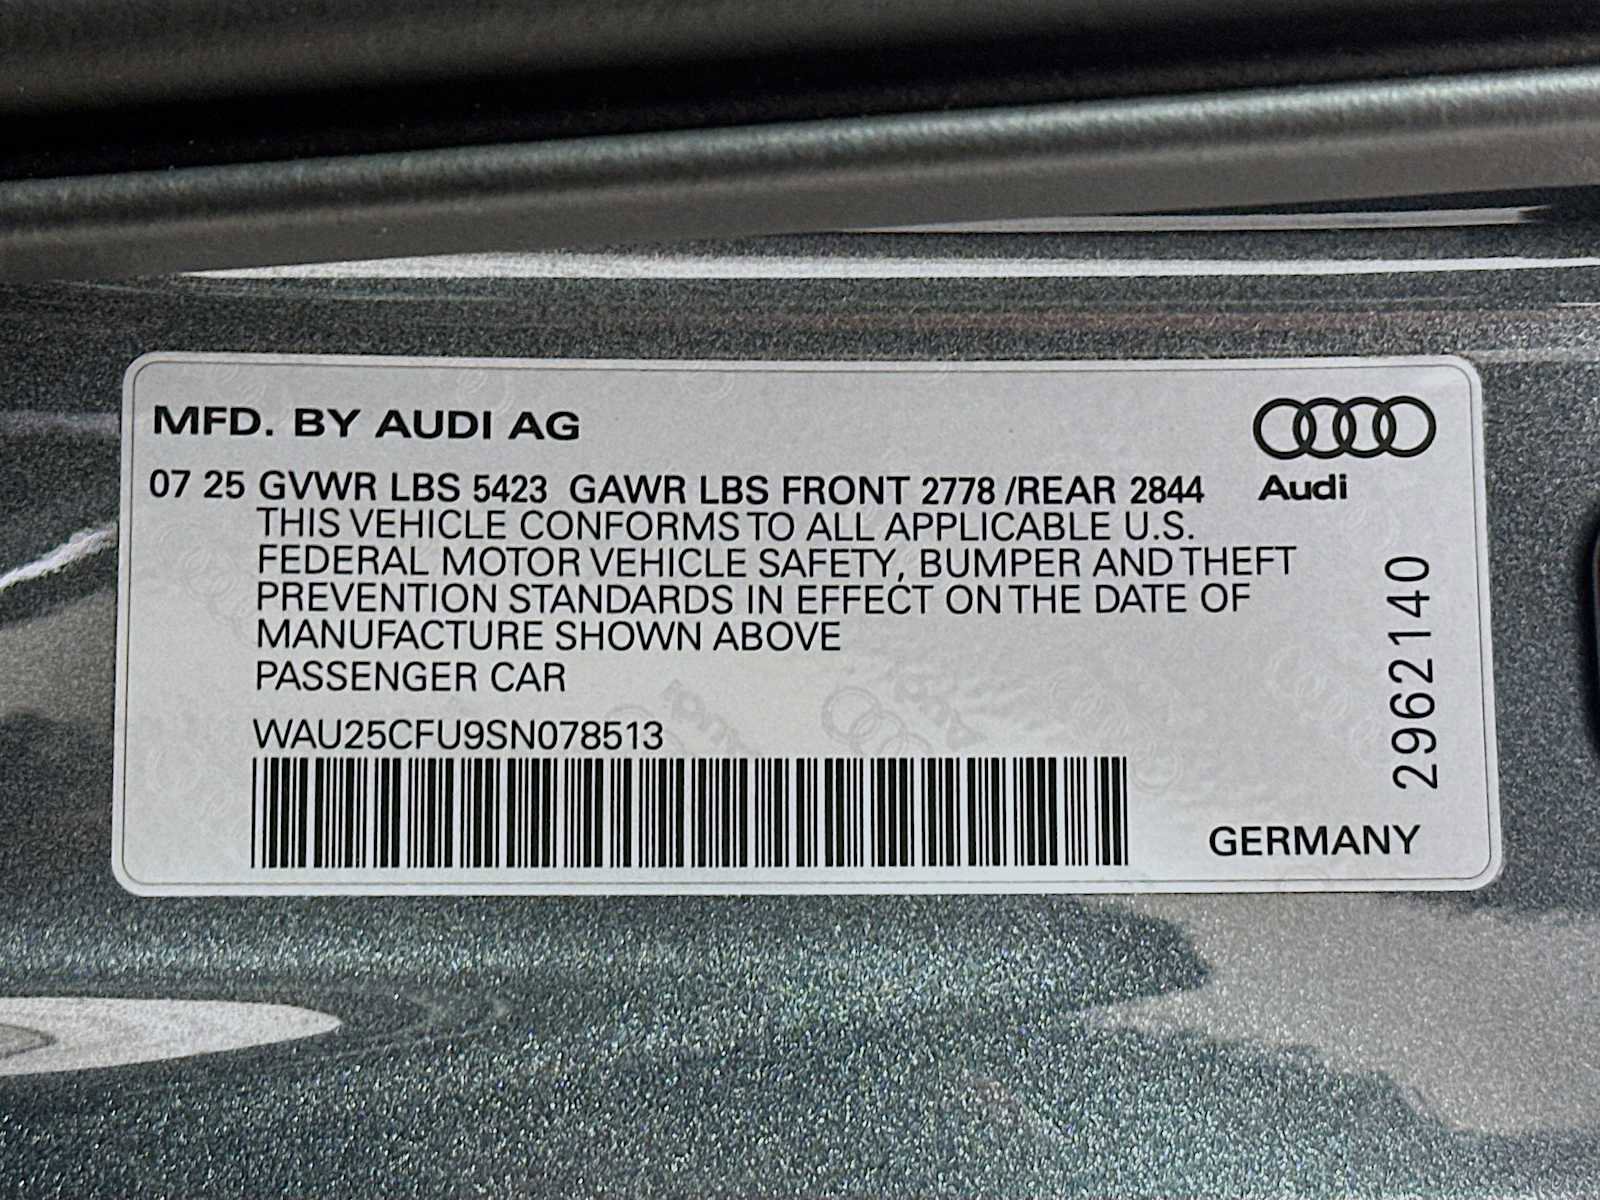 MFD. BY AUDI AG
07 25 GVWR LBS 5423 GAWR LBS FRONT 2778 /REAR 2844
Audi
THIS VEHICLE CONFORMS TO ALL APPLICABLE U.S.
FEDERAL MOTOR VEHICLE SAFETY, BUMPER AND THEFT
PREVENTION STANDARDS IN EFFECT ON THE DATE OF
MANUFACTURE SHOWN ABOVE
PASSENGER CAR
WAU25CFU9SN078513
2962140
GERMANY